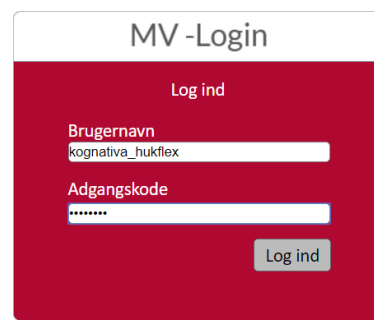 MV -Login
Log ind
Brugernavn
kognativa_hukflex
Adgangskode
••••••••
Log ind